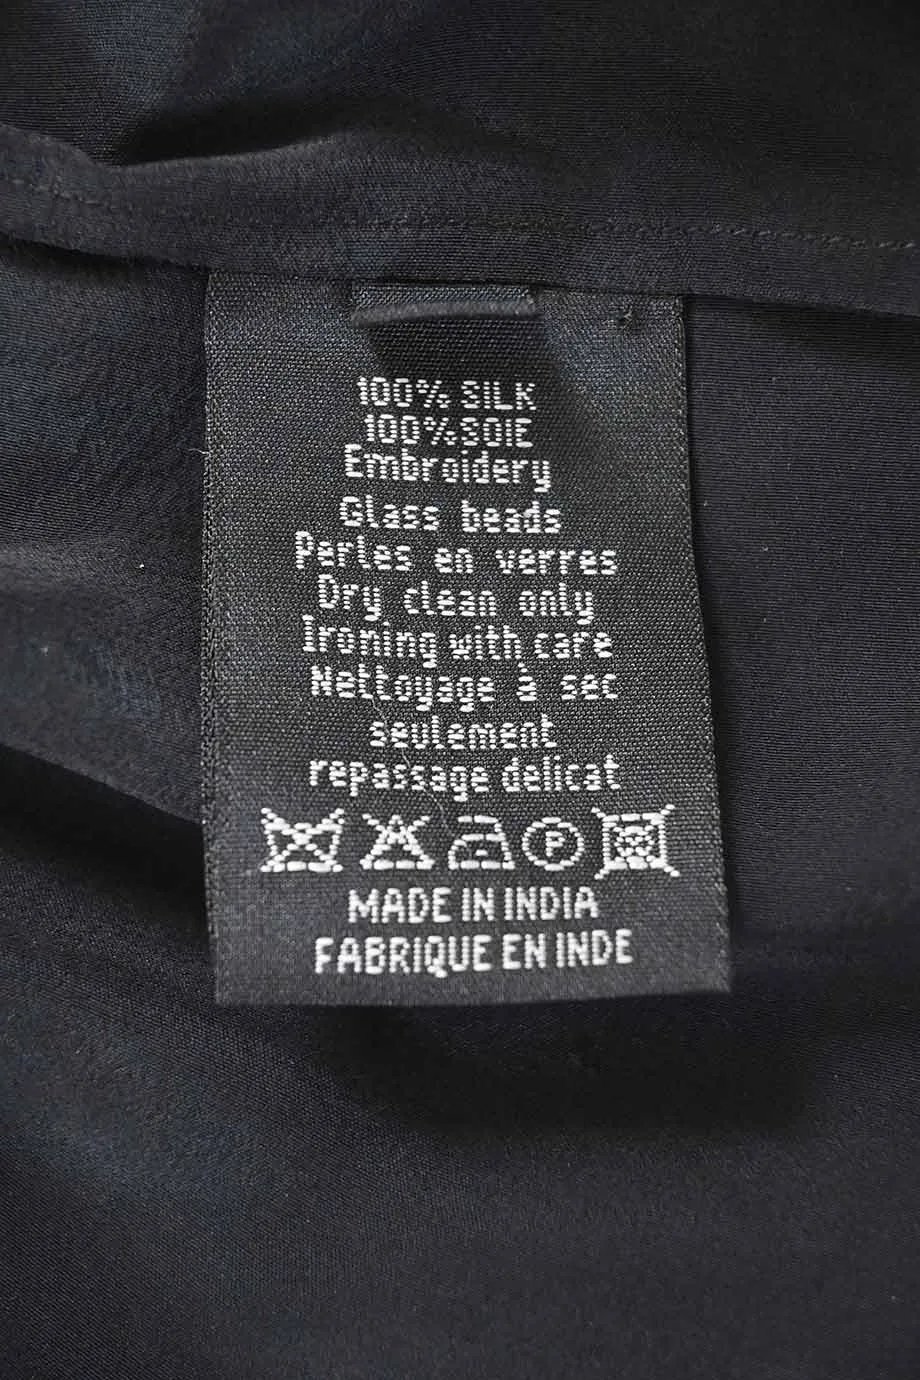 100% SILK
100%SOIE
Embroidery
Glass beads
Perles en verres
Dry clean only
Ironing with care
Nettoyage à sec
seulement
repassage delicat
P
MADE IN INDIA
FABRIQUE EN INDE